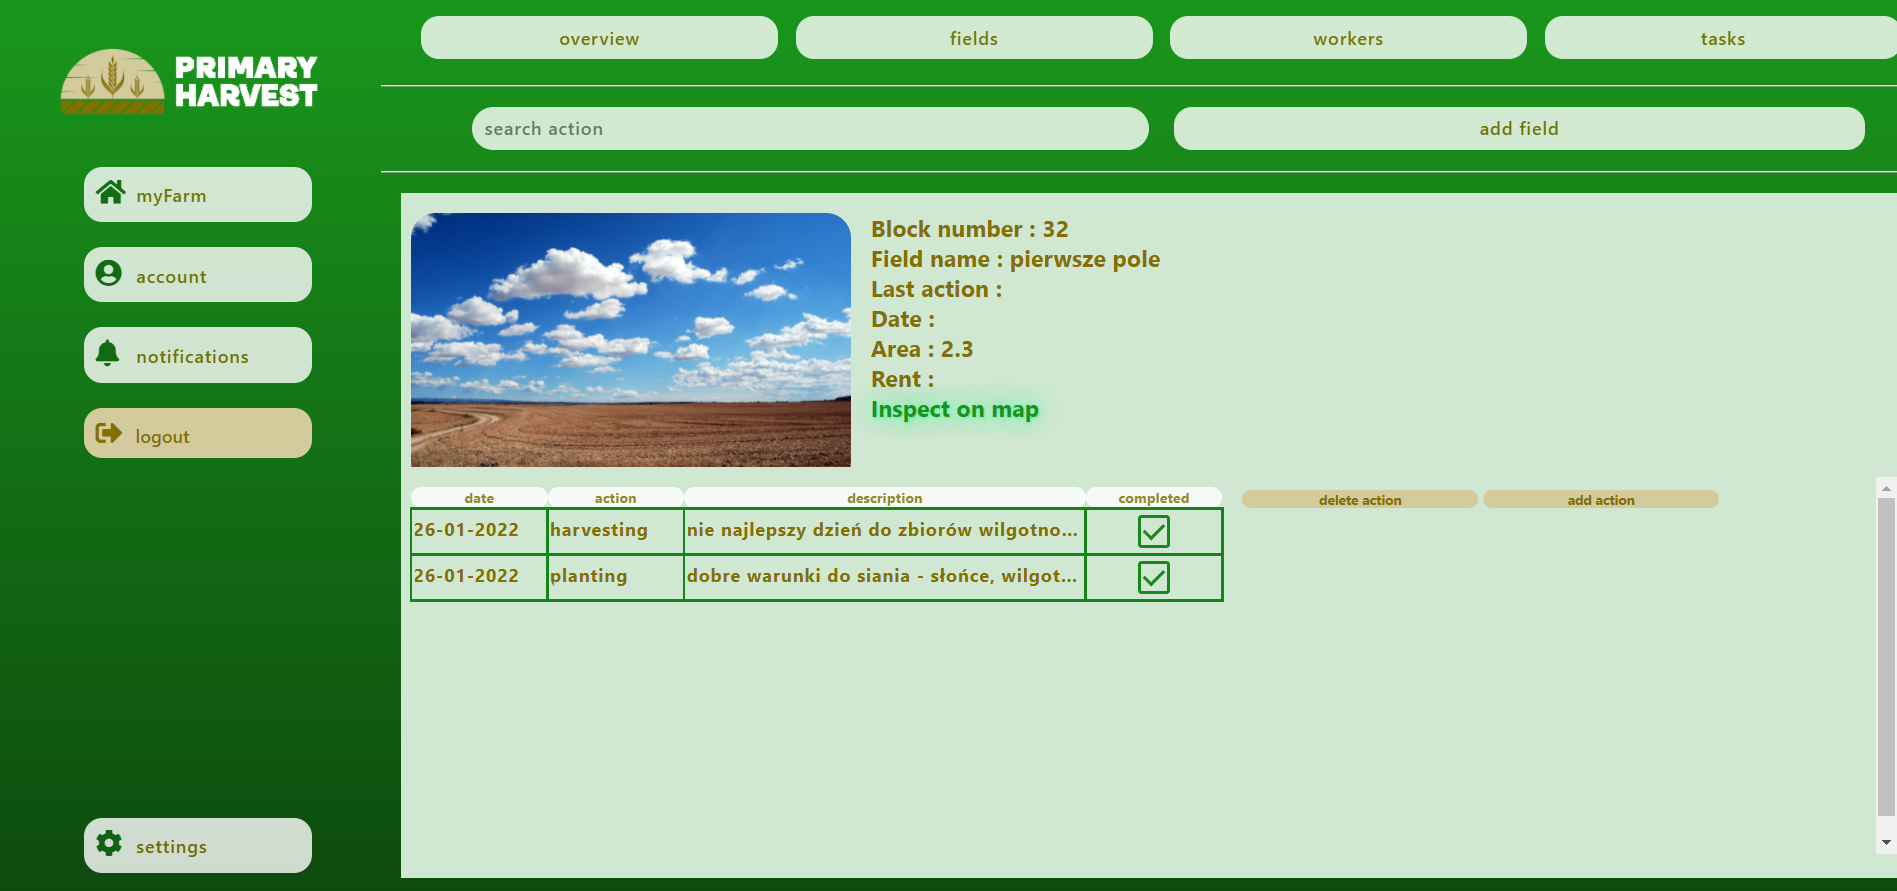 PRIMARY
HARVEST
overview
fields
workers
tasks
search action
add field
myFarm
account
notifications
logout
settings
Block number : 32
Field name : pierwsze pole
Last action :
Date :
Area : 2.3
Rent :
Inspect on map
date action description completed
delete action
add action
26-01-2022 harvesting nie najlepszy dzień do zbiorów wilgotno...
26-01-2022 planting dobre warunki do siania - słońce, wilgot...